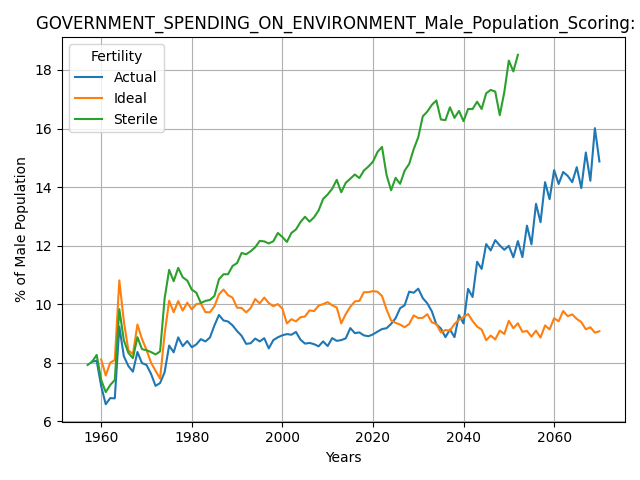 GOVERNMENT_SPENDING_ON_ENVIRONMENT_Male_Population_Scoring:
Fertility
Actual
Ideal
Sterile
% of Male Population
18
16
14
12
10
8
6
1960 1980 2000 2020 2040 2060
Years